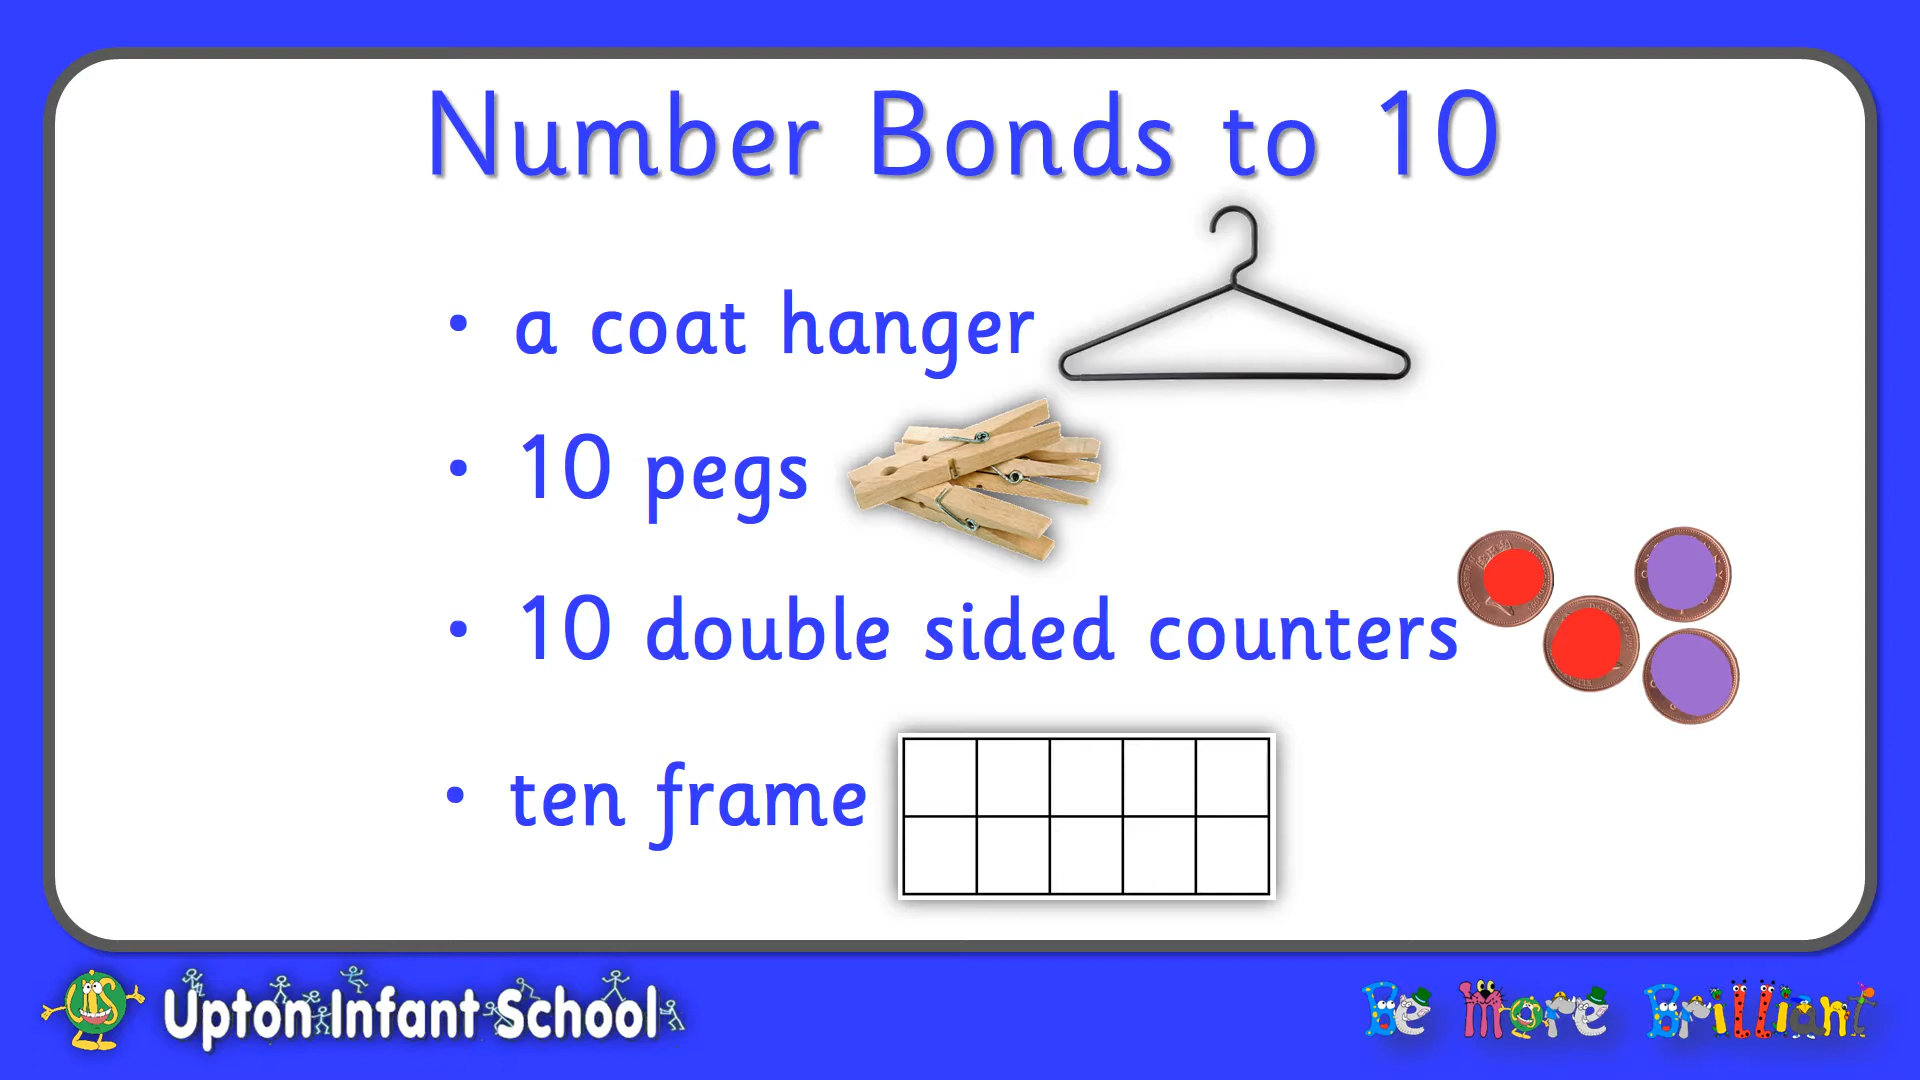 Number Bonds to 10
• a coat hanger
• 10 pegs
• 10 double sided counters
• ten frame
UIS
Upton Infant School
Be More Brilliant